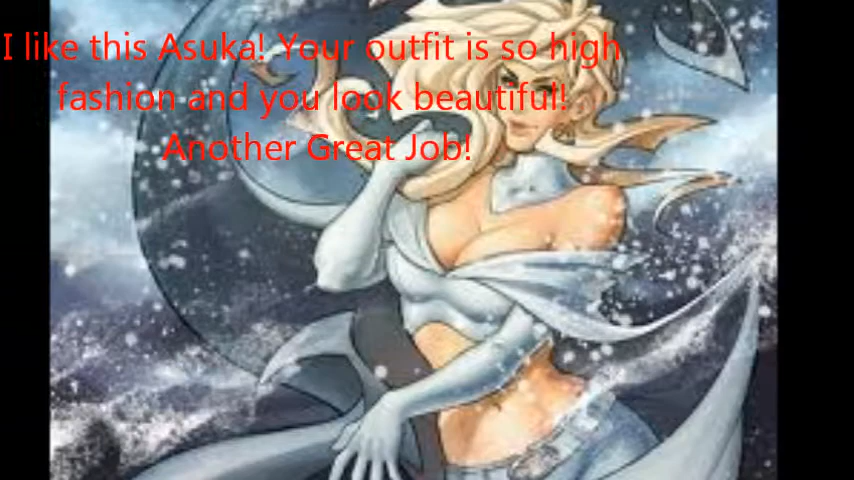 I like this Asuka! Your outfit is so high
fashion and you look beautiful!
Another Great Job!